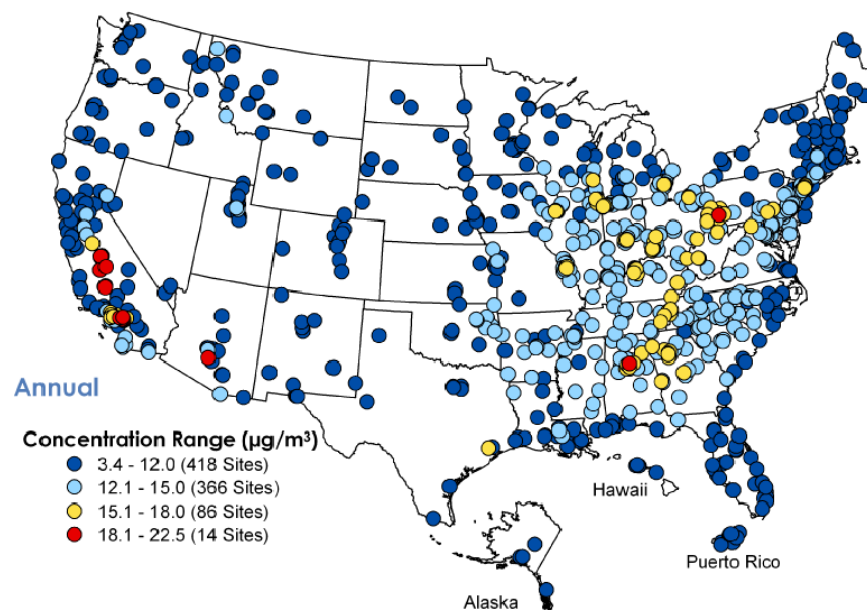 Annual
Concentration Range (µg/m³)
3.4 - 12.0 (418 Sites)
12.1 - 15.0 (366 Sites)
15.1 - 18.0 (86 Sites)
18.1 - 22.5 (14 Sites)
Hawaii
Puerto Rico
Alaska